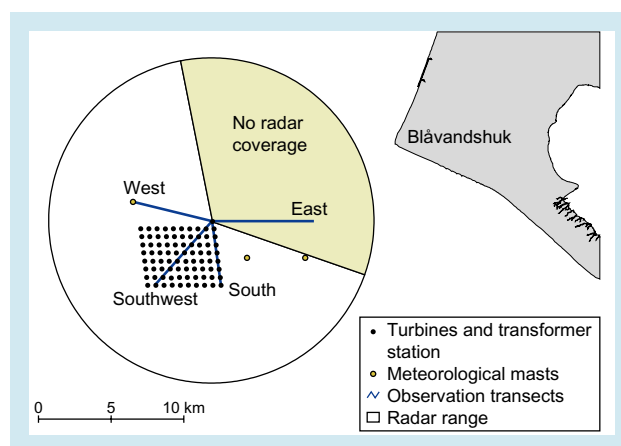 No radar
coverage
Blåvandshuk
West
East
Southwest
South
Turbines and transformer
station
Meteorological masts
Observation transects
Radar range
0 5 10 km